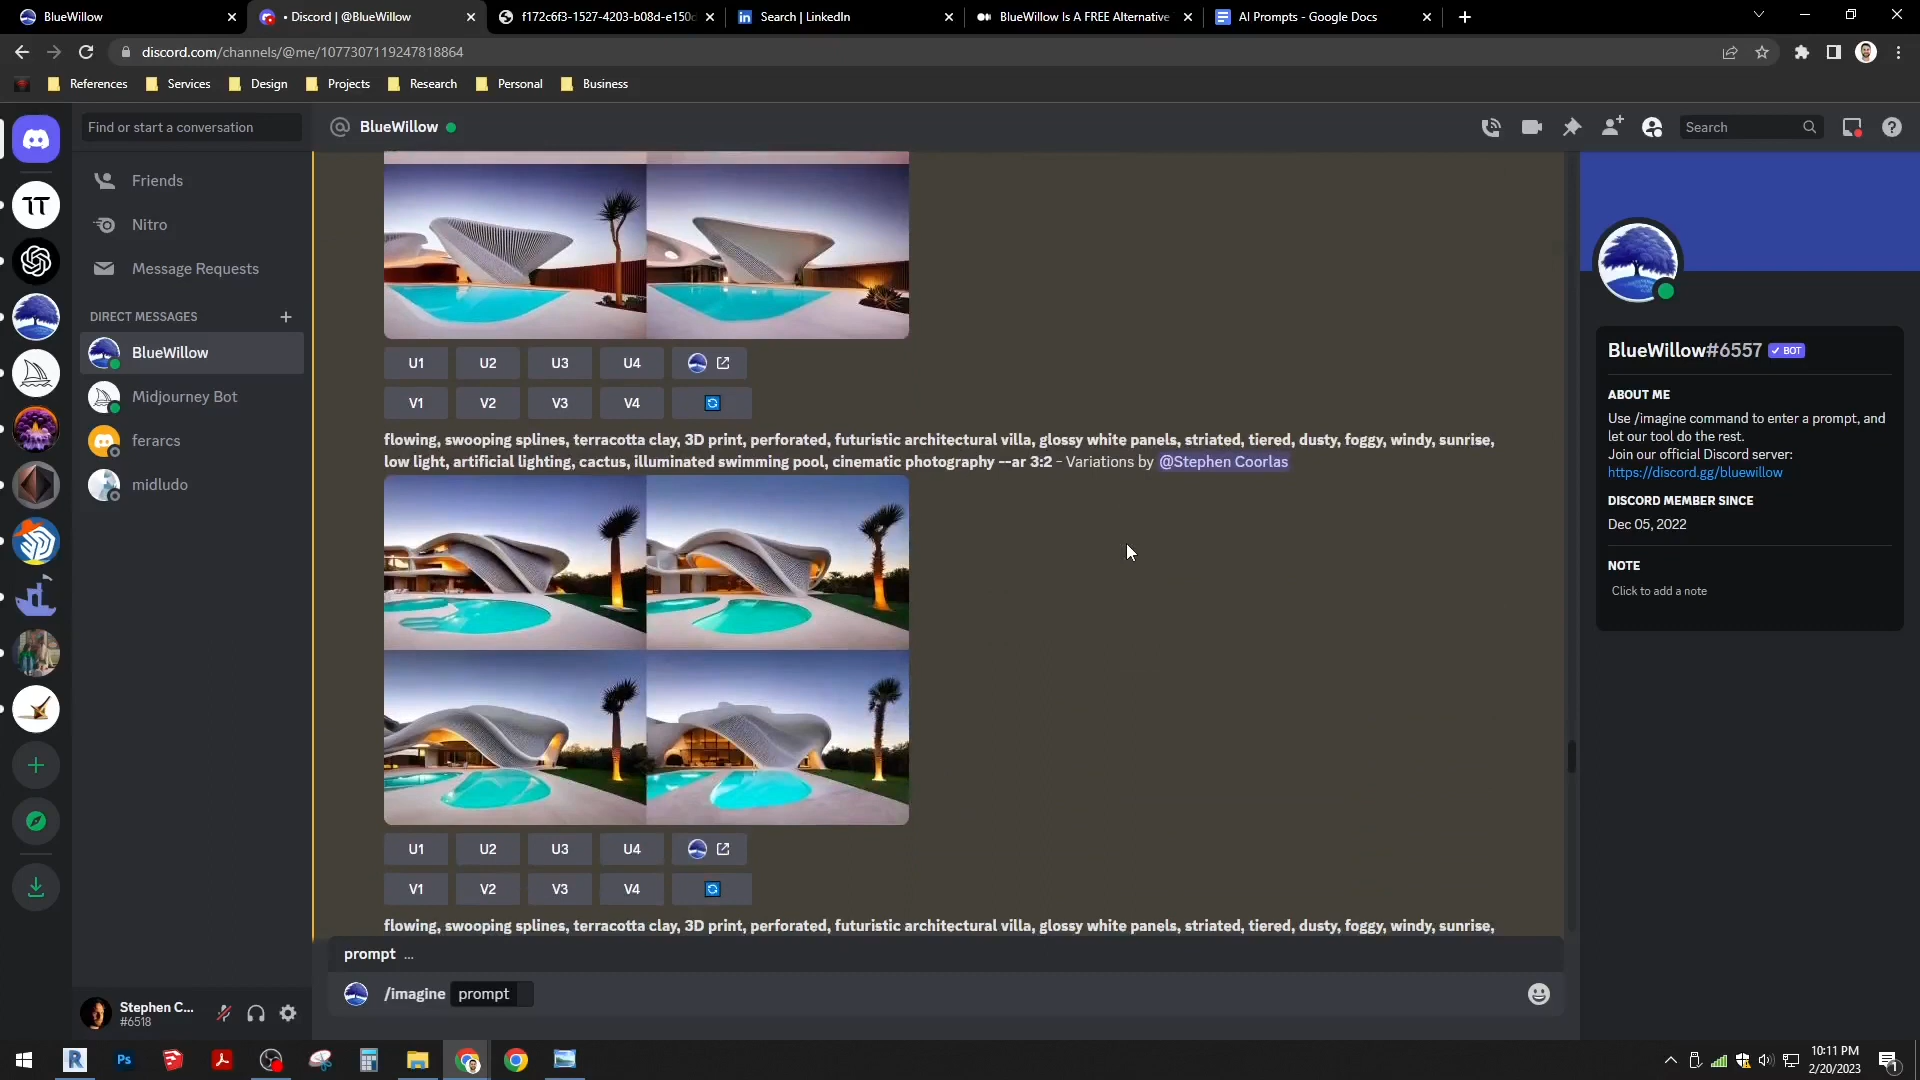 BlueWillow
• Discord | @BlueWillow
f172c6f3-1527-4203-b08d-e150c
Search | LinkedIn
BlueWillow Is A FREE Alternative
AI Prompts - Google Docs
discord.com/channels/@me/1077307119247818864
References
Services
Design
Projects
Research
Personal
Business
Find or start a conversation
BlueWillow
Search
Friends
Nitro
Message Requests
DIRECT MESSAGES
BlueWillow
Midjourney Bot
ferarcs
midludo
U1 U2 U3 U4
V1 V2 V3 V4
flowing, swooping splines, terracotta clay, 3D print, perforated, futuristic architectural villa, glossy white panels, striated, tiered, dusty, foggy, windy, sunrise,
low light, artificial lighting, cactus, illuminated swimming pool, cinematic photography --ar 3:2 - Variations by @Stephen Coorlas
U1 U2 U3 U4
V1 V2 V3 V4
flowing, swooping splines, terracotta clay, 3D print, perforated, futuristic architectural villa, glossy white panels, striated, tiered, dusty, foggy, windy, sunrise,
prompt ...
/imagine prompt
BlueWillow#6557
✓ BOT
ABOUT ME
Use /imagine command to enter a prompt, and
let our tool do the rest.
Join our official Discord server:
https://discord.gg/bluewillow
DISCORD MEMBER SINCE
Dec 05, 2022
NOTE
Click to add a note
Stephen C...
#6518
R
Ps
10:11 PM
2/20/2023
1